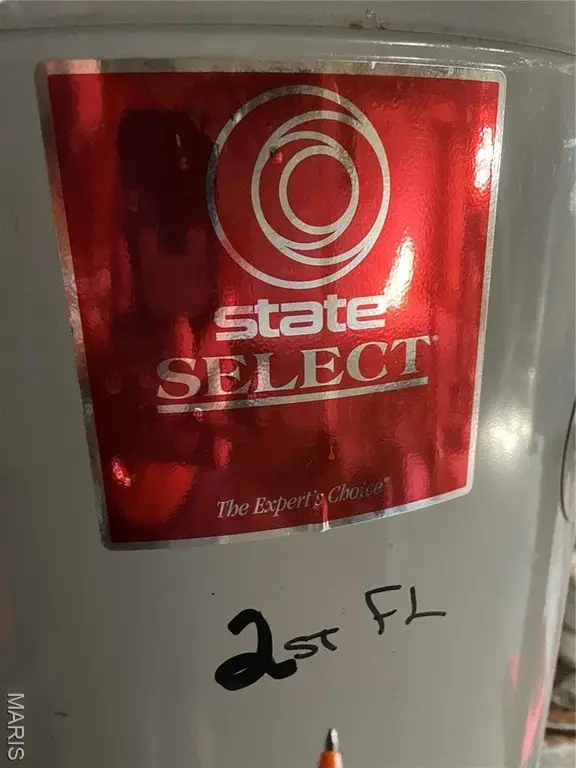 state
SELECT®
The Expert's Choice®
2ST FL
MARIS